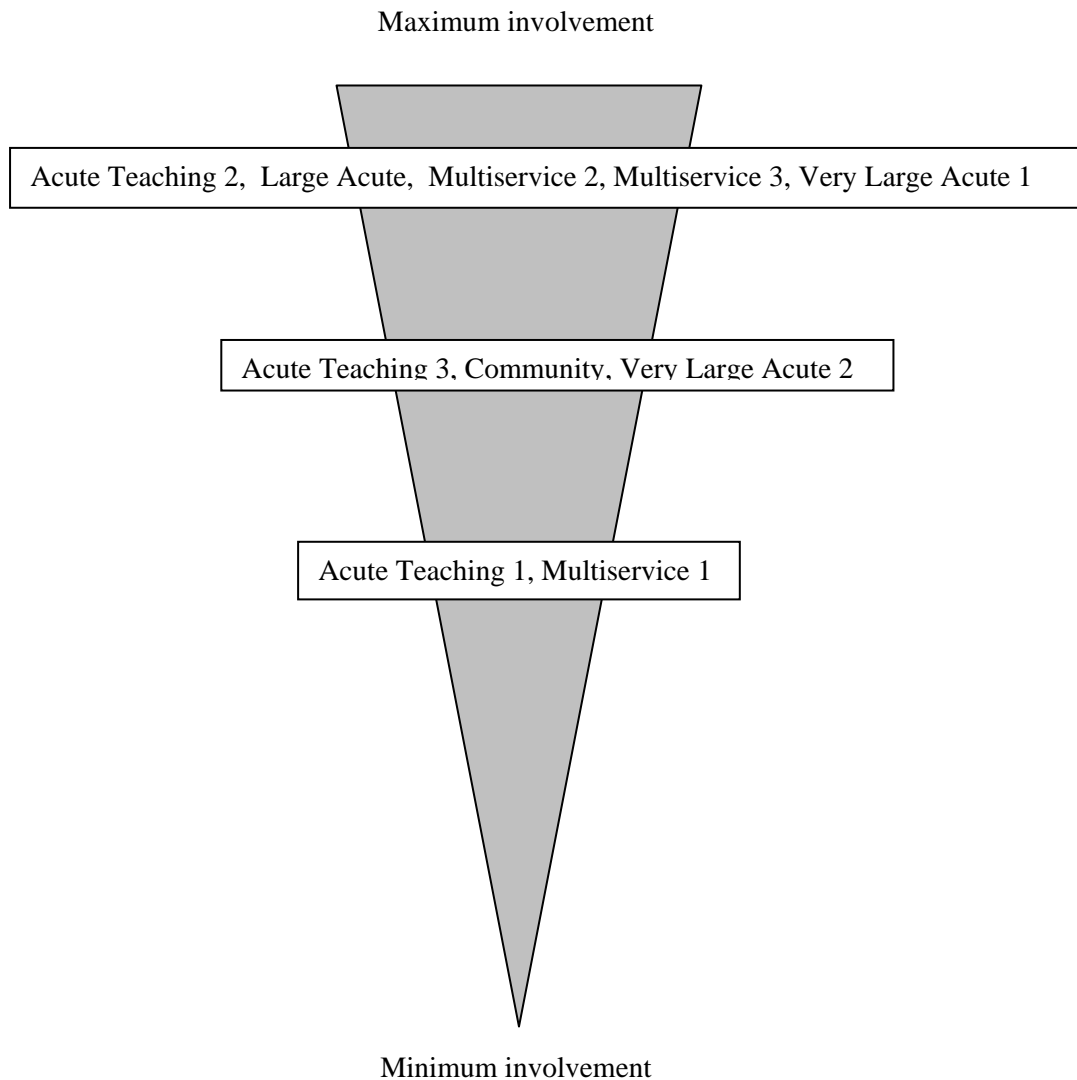 Maximum involvement
Acute Teaching 2, Large Acute, Multiservice 2, Multiservice 3, Very Large Acute 1
Acute Teaching 3, Community, Very Large Acute 2
Acute Teaching 1, Multiservice 1
Minimum involvement